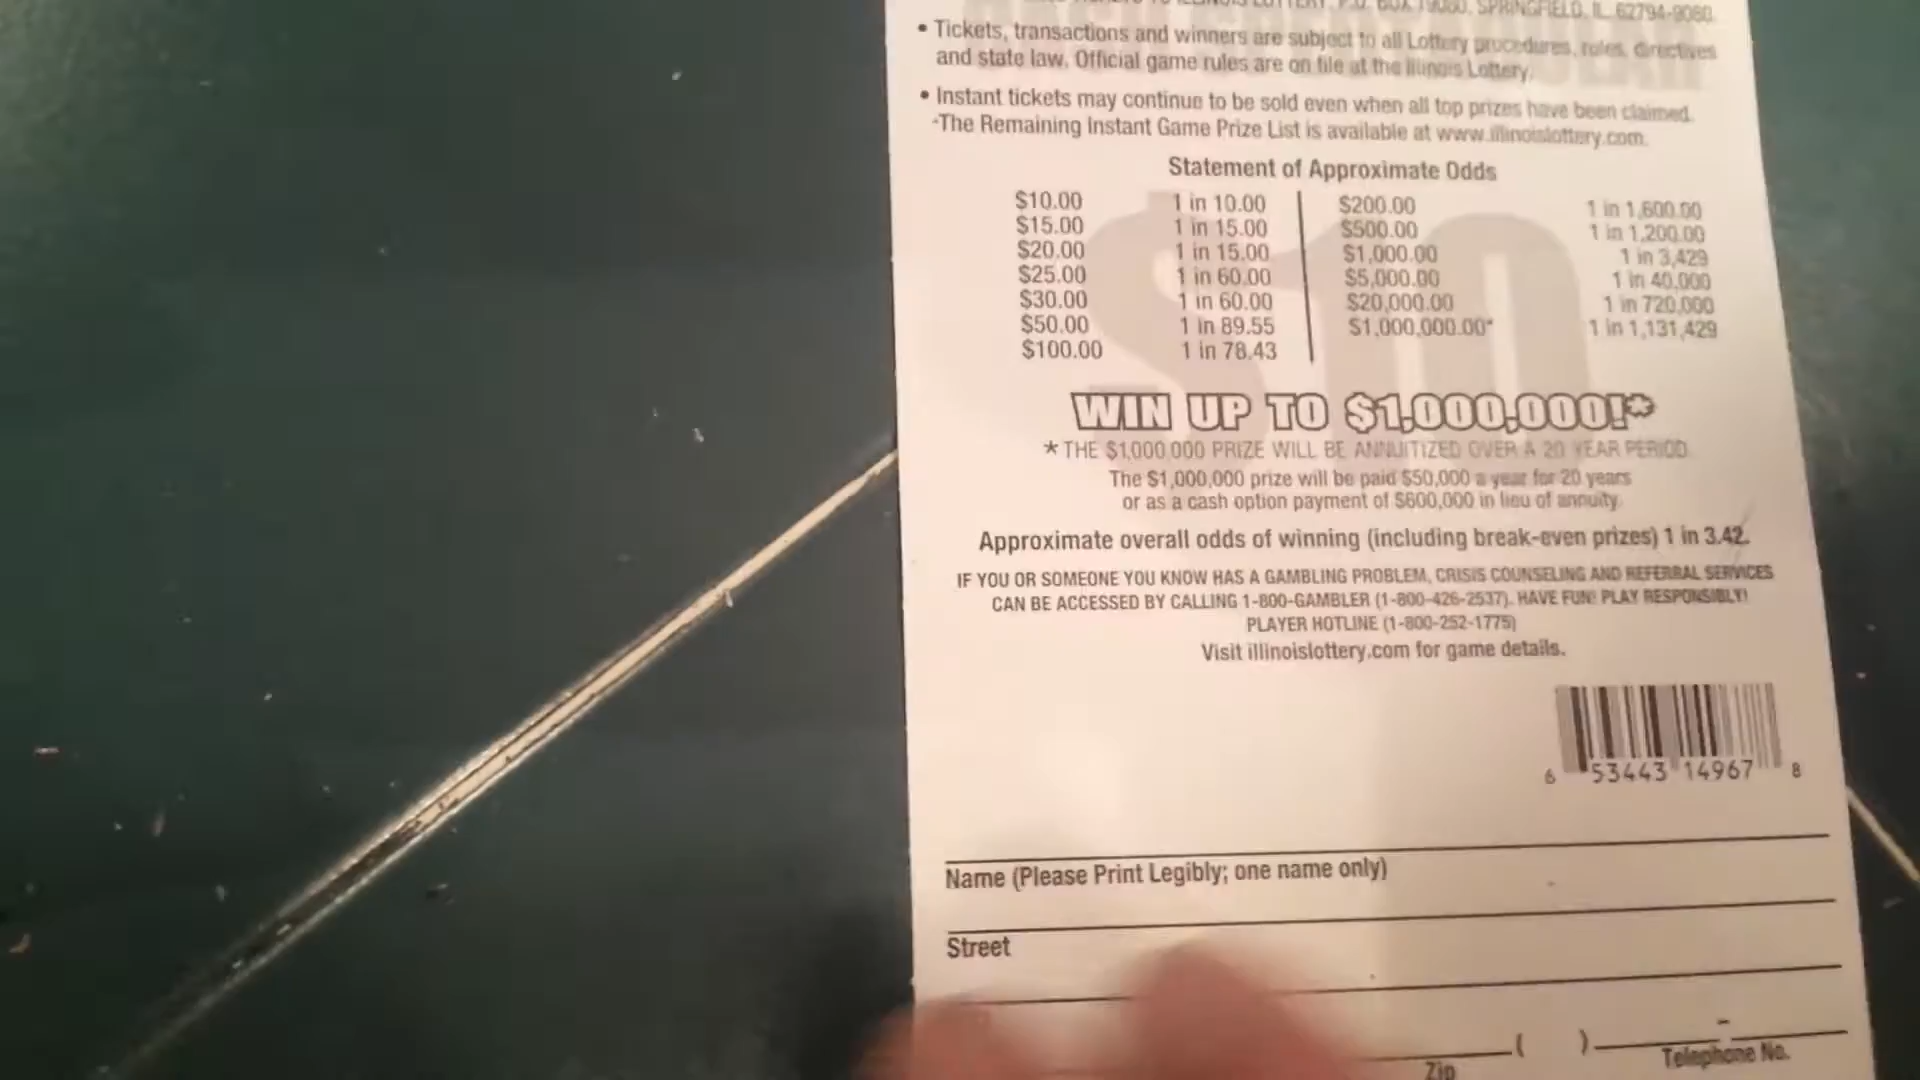 TICKETS TO ILLINOIS LOTTERY, P.O. BOX 19080, SPRINGFIELD, IL 62794-9080.
• Tickets, transactions and winners are subject to all Lottery procedures, rules, directives
and state law. Official game rules are on file at the Illinois Lottery.
• Instant tickets may continue to be sold even when all top prizes have been claimed.
-The Remaining Instant Game Prize List is available at www.illinoislottery.com.
Statement of Approximate Odds
$10.00 1 in 10.00 $200.00 1 in 1,600.00
$15.00 1 in 15.00 $500.00 1 in 1,200.00
$20.00 1 in 15.00 $1,000.00 1 in 3,429
$25.00 1 in 60.00 $5,000.00 1 in 40,000
$30.00 1 in 60.00 $20,000.00 1 in 720,000
$50.00 1 in 89.55 $1,000,000.00* 1 in 1,131,429
$100.00 1 in 78.43
$10
WIN UP TO $1,000,000!*
*THE $1,000,000 PRIZE WILL BE ANNUITIZED OVER A 20 YEAR PERIOD.
The $1,000,000 prize will be paid $50,000 a year for 20 years
or as a cash option payment of $600,000 in lieu of annuity.
Approximate overall odds of winning (including break-even prizes) 1 in 3.42.
IF YOU OR SOMEONE YOU KNOW HAS A GAMBLING PROBLEM, CRISIS COUNSELING AND REFERRAL SERVICES
CAN BE ACCESSED BY CALLING 1-800-GAMBLER (1-800-426-2537). HAVE FUN! PLAY RESPONSIBLY!
PLAYER HOTLINE (1-800-252-1775)
Visit illinoislottery.com for game details.
6 53443 14967 8
Name (Please Print Legibly; one name only)
Street
( ) -
Zip Telephone No.